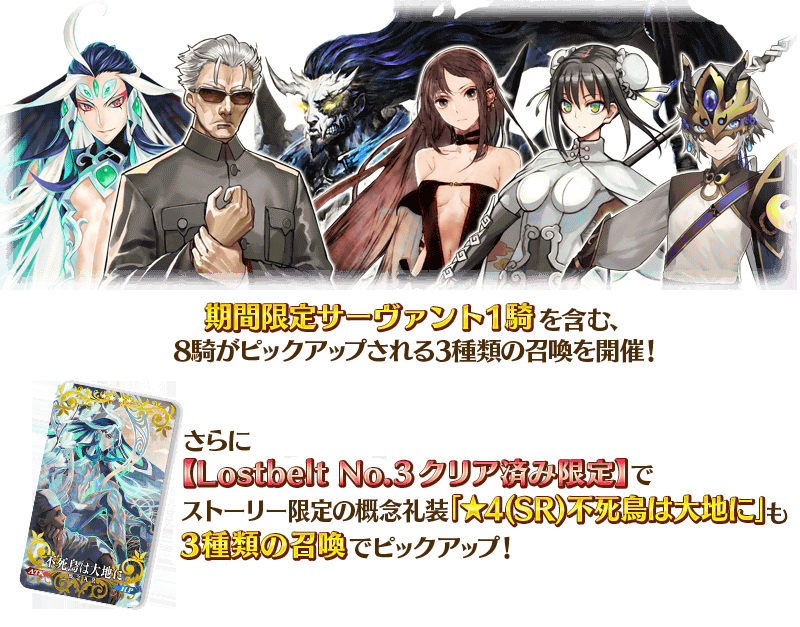 期間限定サーヴァント1騎を含む、
8騎がピックアップされる3種類の召喚を開催！
さらに
【Lostbelt No.3 クリア済み限定】で
ストーリー限定の概念礼装「★4(SR)不死鳥は大地に」も
3種類の召喚でピックアップ！
不死鳥は大地に
ATK
HP